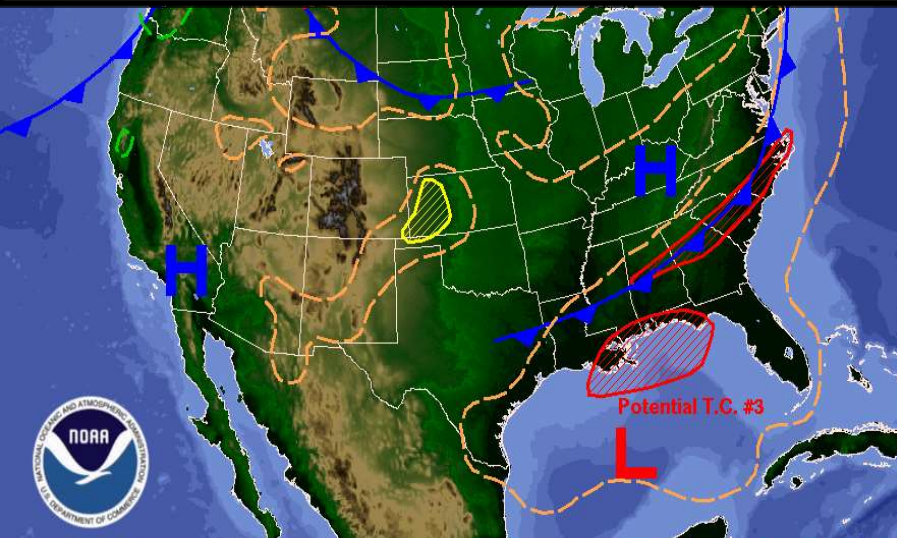 H
H
Potential T.C. #3
L
NATIONAL OCEANIC AND ATMOSPHERIC ADMINISTRATION
NOAA
U.S. DEPARTMENT OF COMMERCE